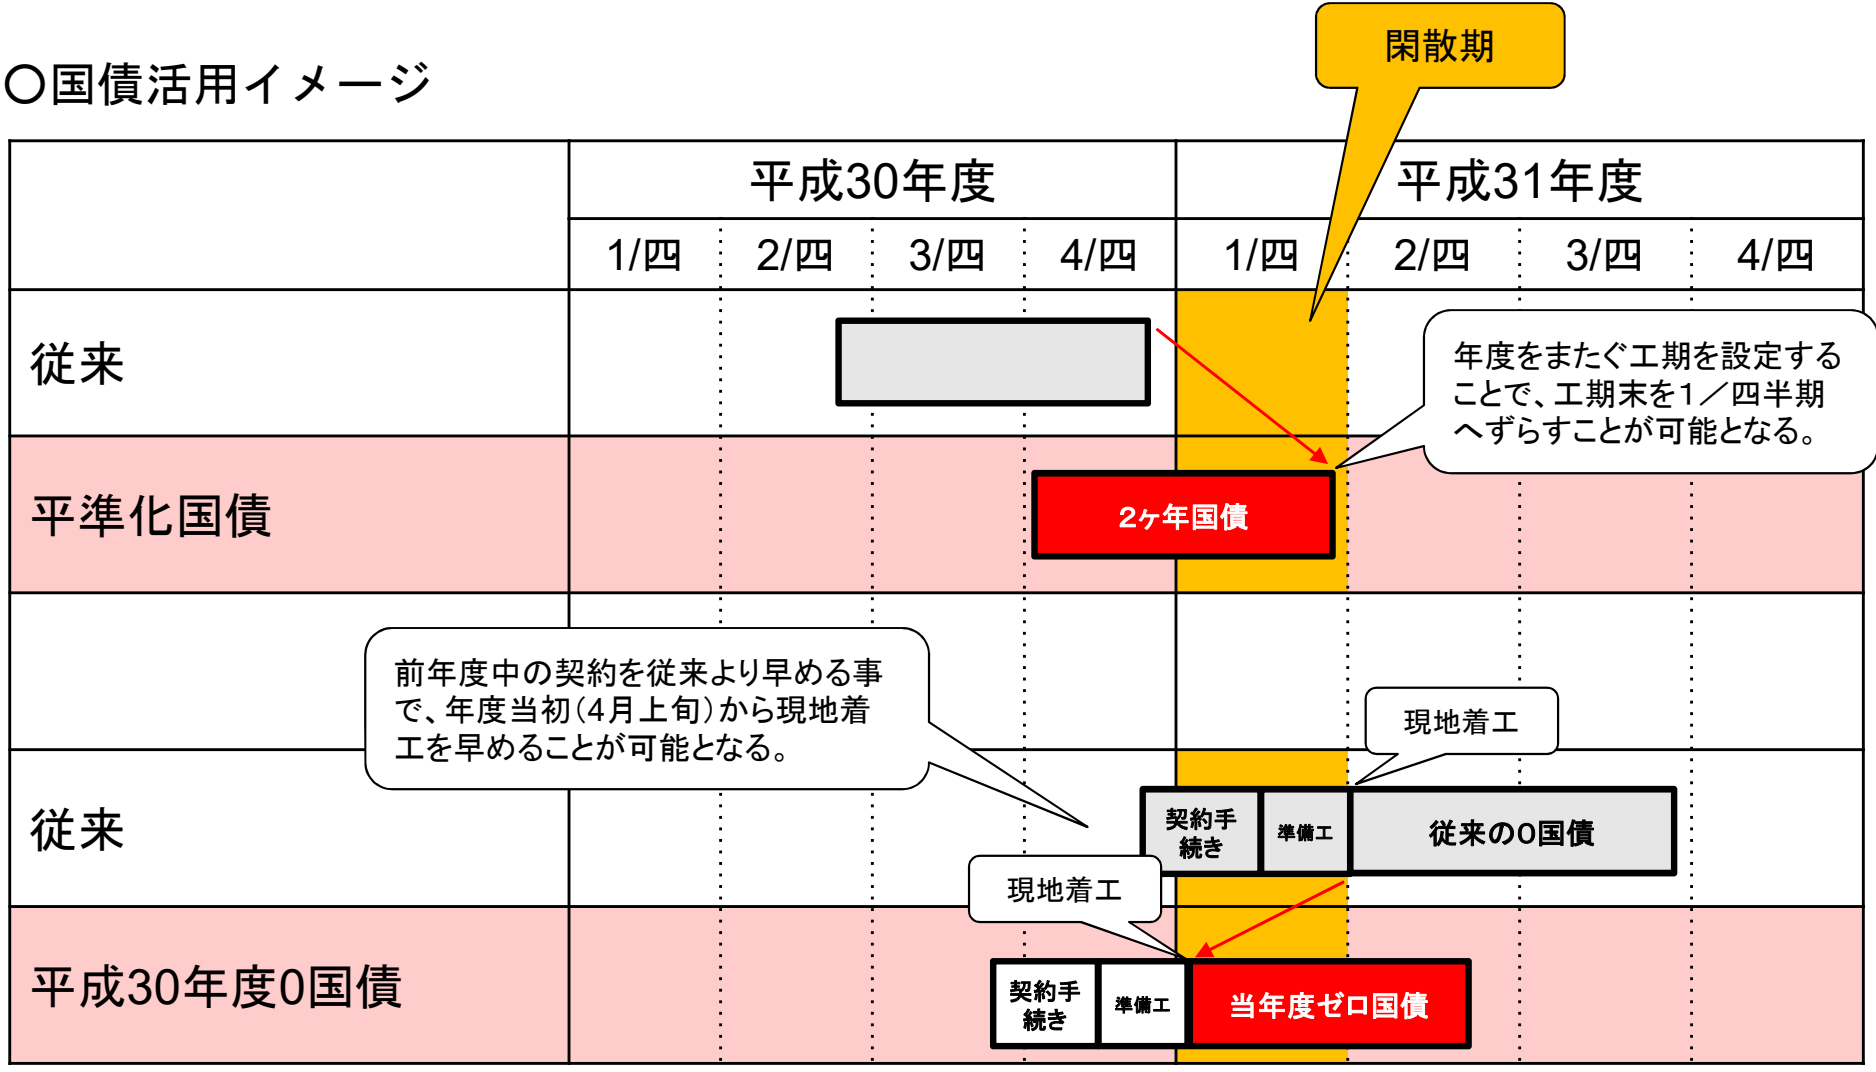 閑散期
○国債活用イメージ
平成30年度
平成31年度
1/四 2/四 3/四 4/四 1/四 2/四 3/四 4/四
従来
年度をまたぐ工期を設定する
ことで、工期末を1／四半期
へずらすことが可能となる。
平準化国債
2ヶ年国債
前年度中の契約を従来より早める事
で、年度当初（4月上旬）から現地着
工を早めることが可能となる。
現地着工
従来
契約手
続き
準備工
従来の0国債
現地着工
平成30年度0国債
契約手
続き
準備工
当年度ゼロ国債